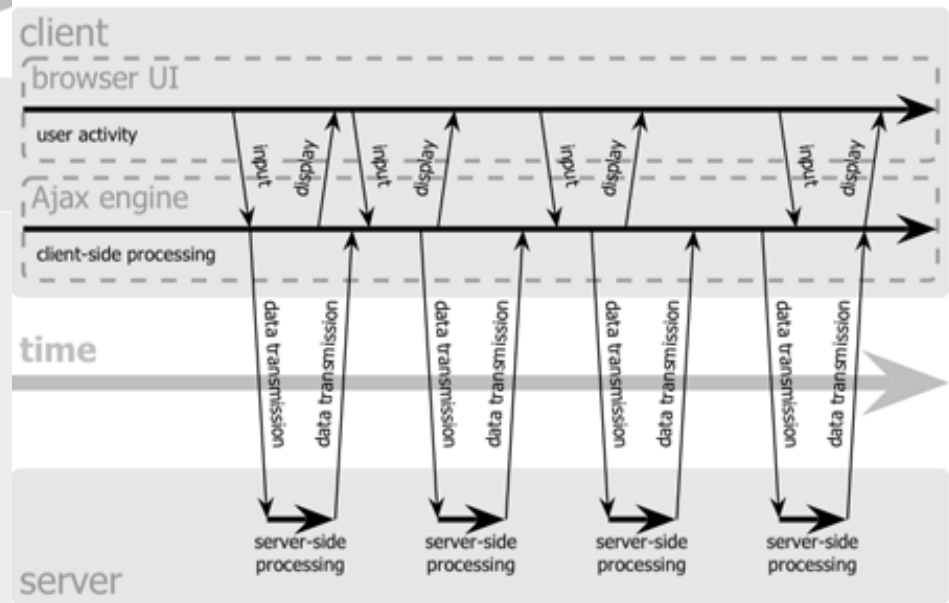 client
browser UI
user activity
input
display
input
display
input
display
input
display
Ajax engine
client-side processing
data transmission
data transmission
data transmission
data transmission
data transmission
data transmission
data transmission
data transmission
time
server-side
processing
server-side
processing
server-side
processing
server-side
processing
server